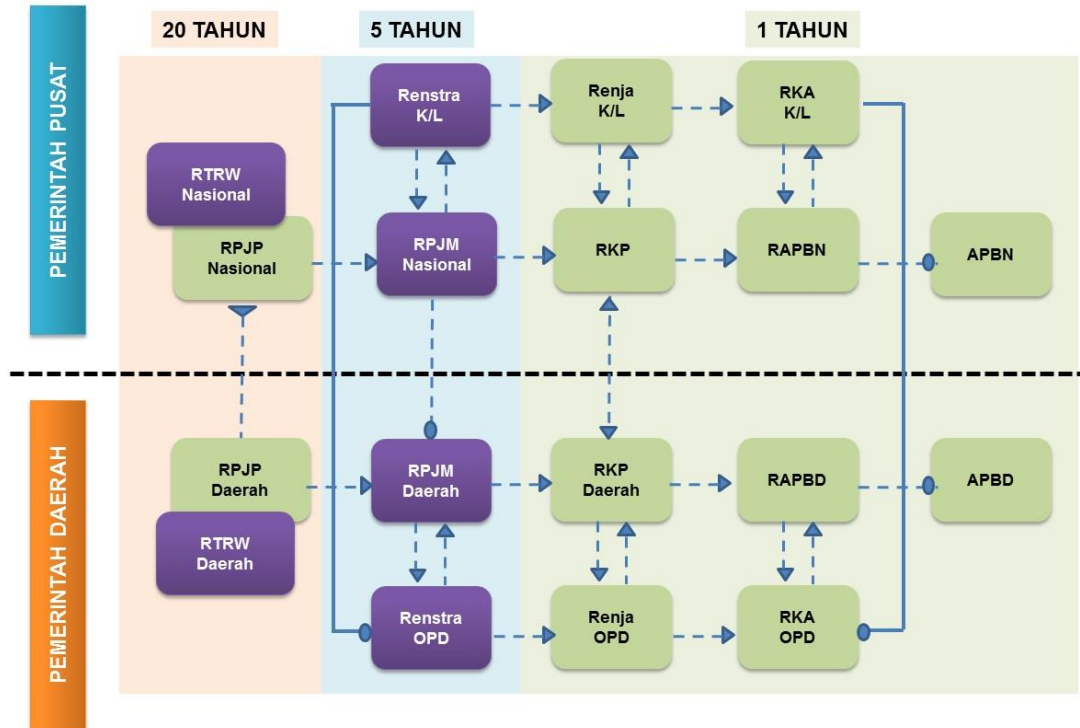 20 TAHUN
5 TAHUN
1 TAHUN
PEMERINTAH PUSAT
Renstra
K/L
Renja
K/L
RKA
K/L
RTRW
Nasional
RPJP
Nasional
RPJM
Nasional
RKP
RAPBN
APBN
PEMERINTAH DAERAH
RPJP
Daerah
RPJM
Daerah
RKP
Daerah
RAPBD
APBD
RTRW
Daerah
Renstra
OPD
Renja
OPD
RKA
OPD